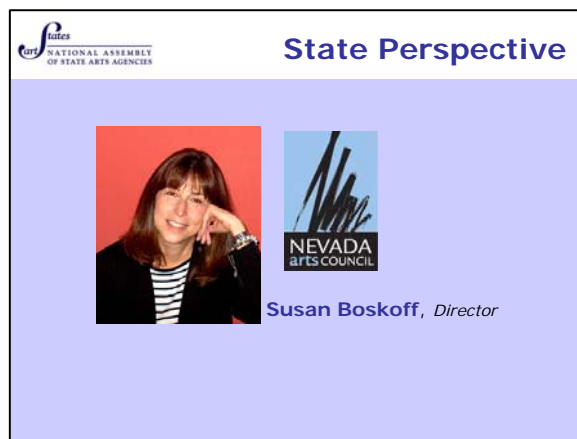 art
States
NATIONAL ASSEMBLY
OF STATE ARTS AGENCIES
State Perspective
NEVADA
arts COUNCIL
Susan Boskoff, Director